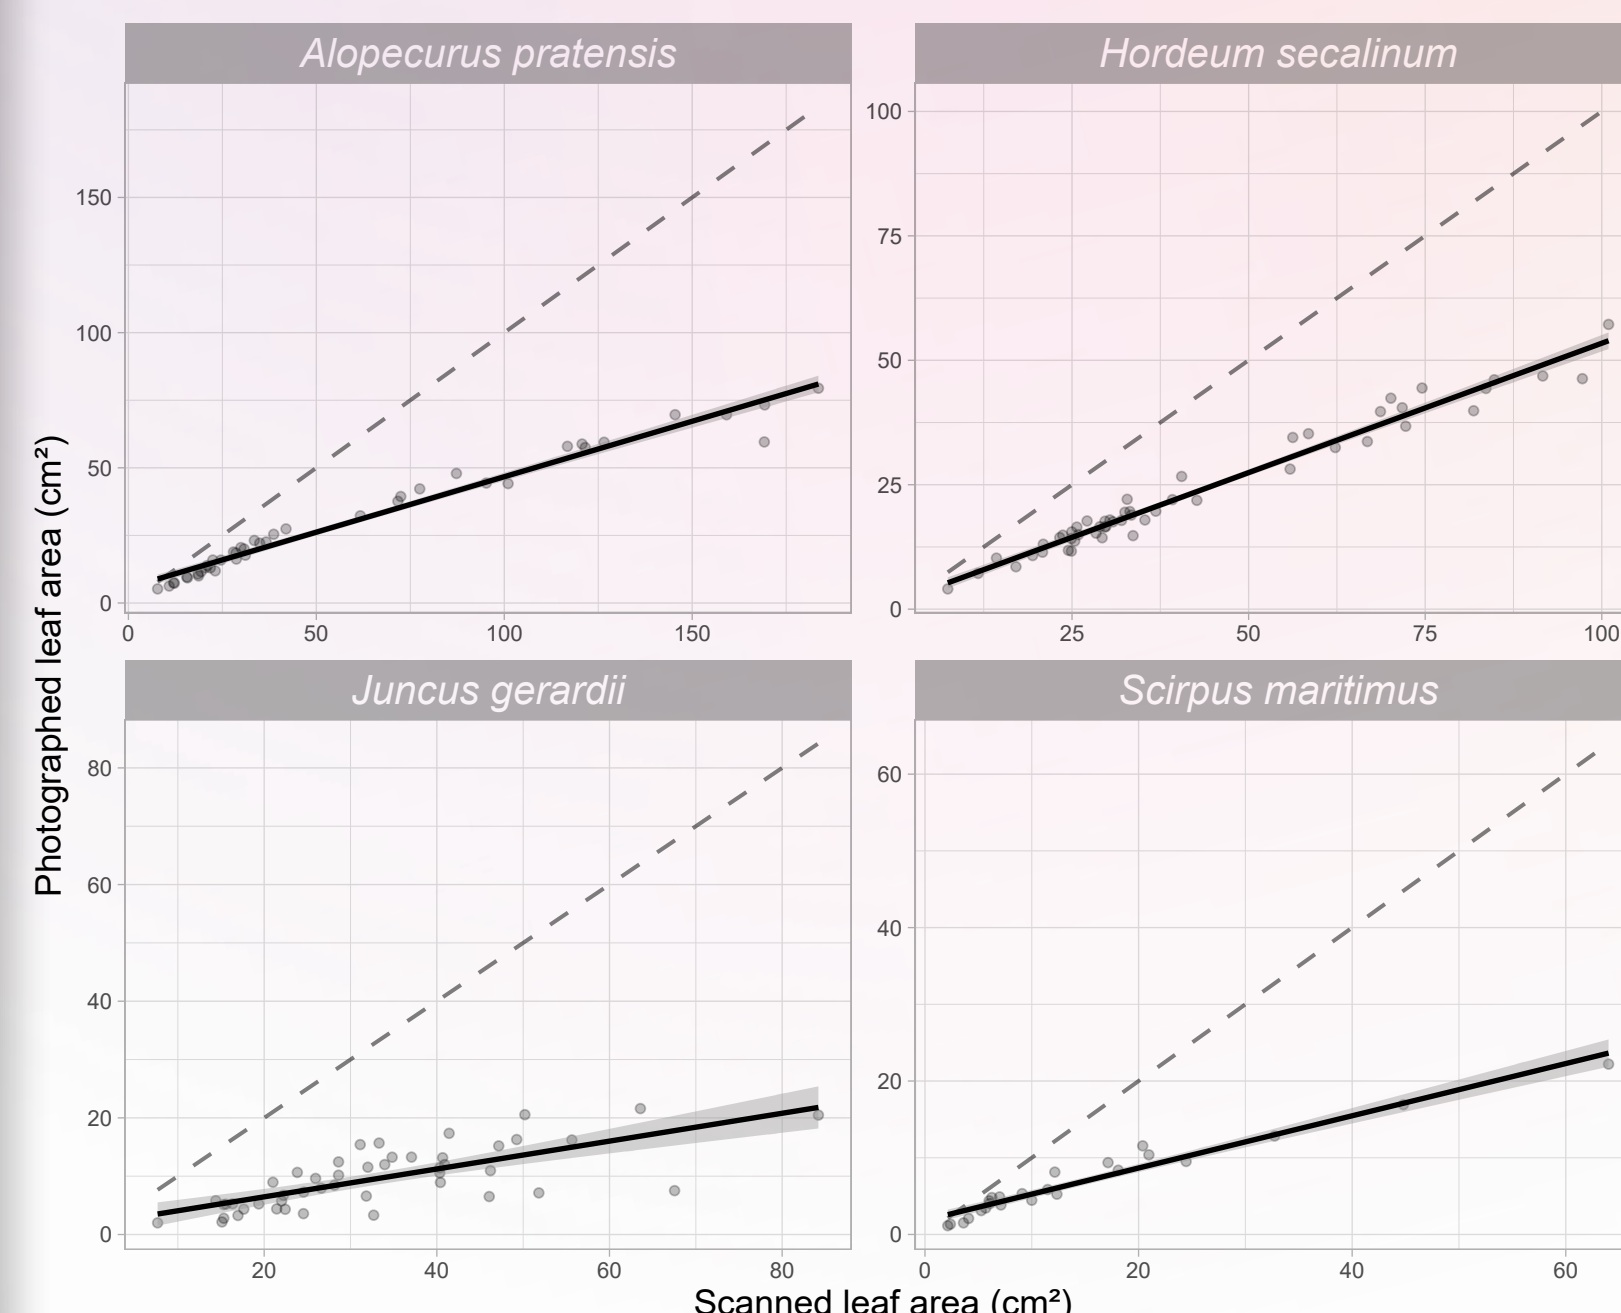 Alopecurus pratensis
Hordeum secalinum
150
100
50
0
0 50 100 150
100
75
50
25
0
25 50 75 100
Photographed leaf area (cm²)
Juncus gerardii
Scirpus maritimus
80
60
40
20
0
20 40 60 80
60
40
20
0
0 20 40 60
Scanned leaf area (cm²)